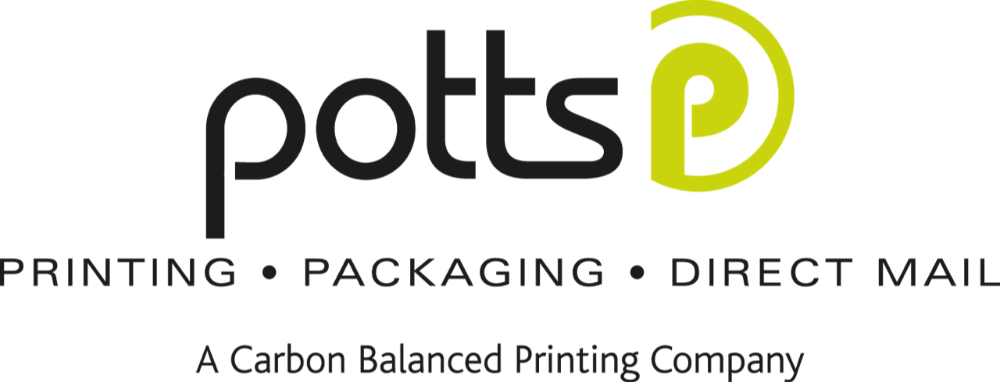 potts p
PRINTING • PACKAGING • DIRECT MAIL
A Carbon Balanced Printing Company